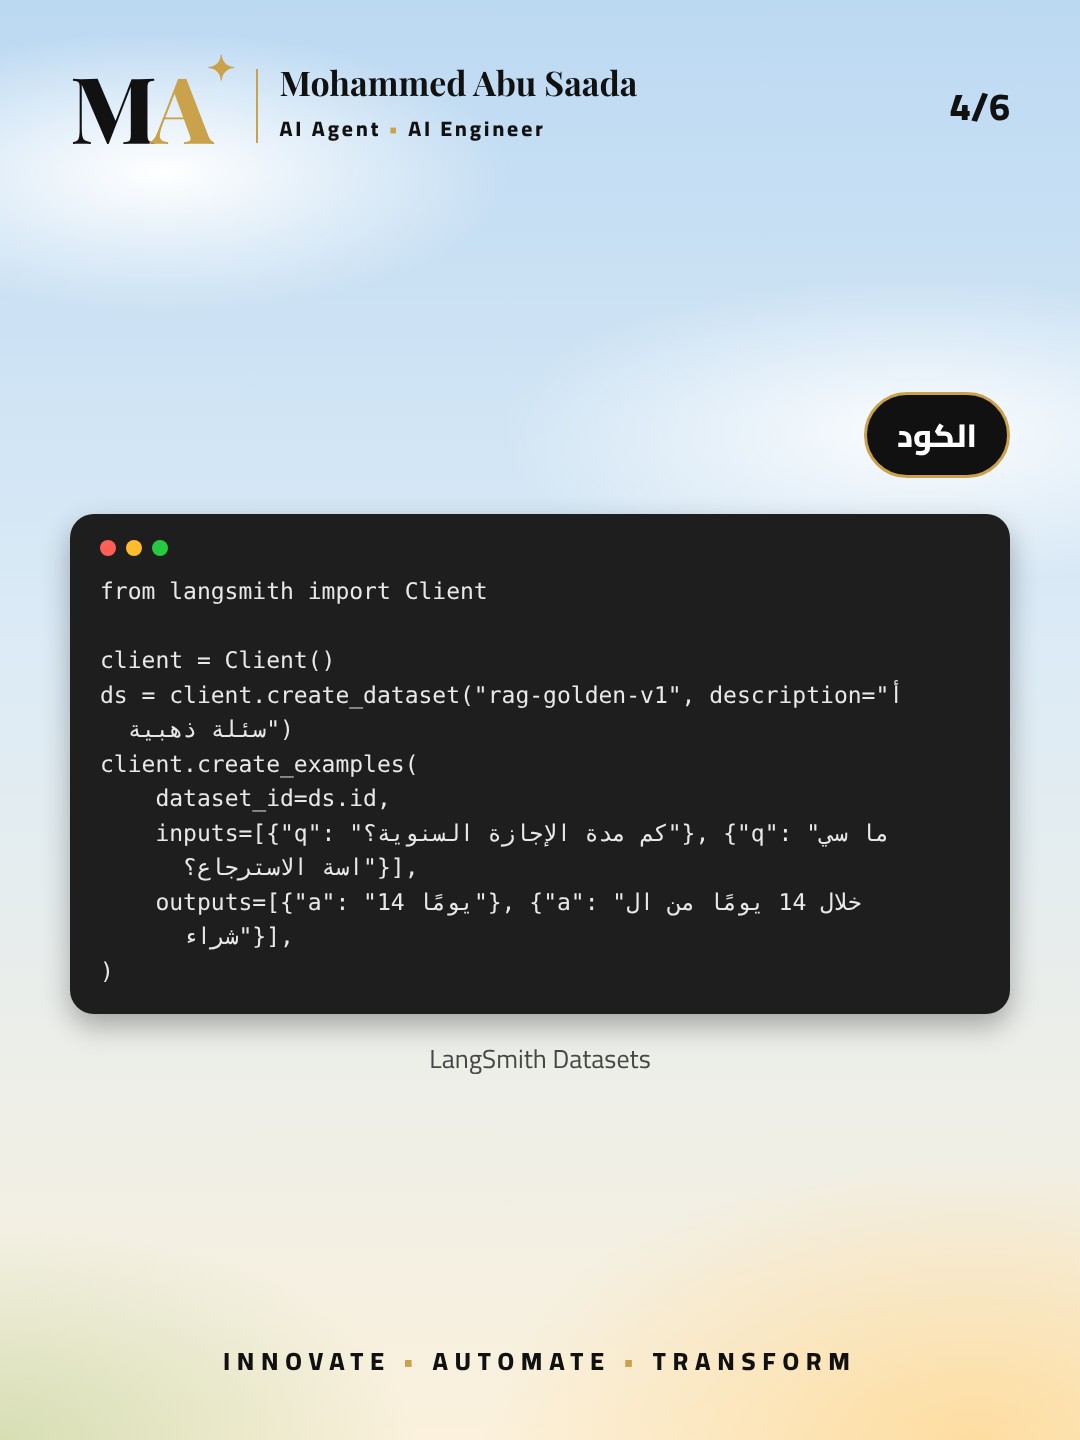 MA
Mohammed Abu Saada
AI Agent ▪ AI Engineer
4/6
الكود
from langsmith import Client
client = Client()
ds = client.create_dataset("rag-golden-v1", description="أ
سئلة ذهبية")
client.create_examples(
dataset_id=ds.id,
inputs=[{"q": "كم مدة الإجازة السنوية؟"}, {"q": "ما سي
اسة الاسترجاع؟"}],
outputs=[{"a": "14 يومًا"}, {"a": "خلال 14 يومًا من ال
شراء"}],
)
LangSmith Datasets
INNOVATE ▪ AUTOMATE ▪ TRANSFORM